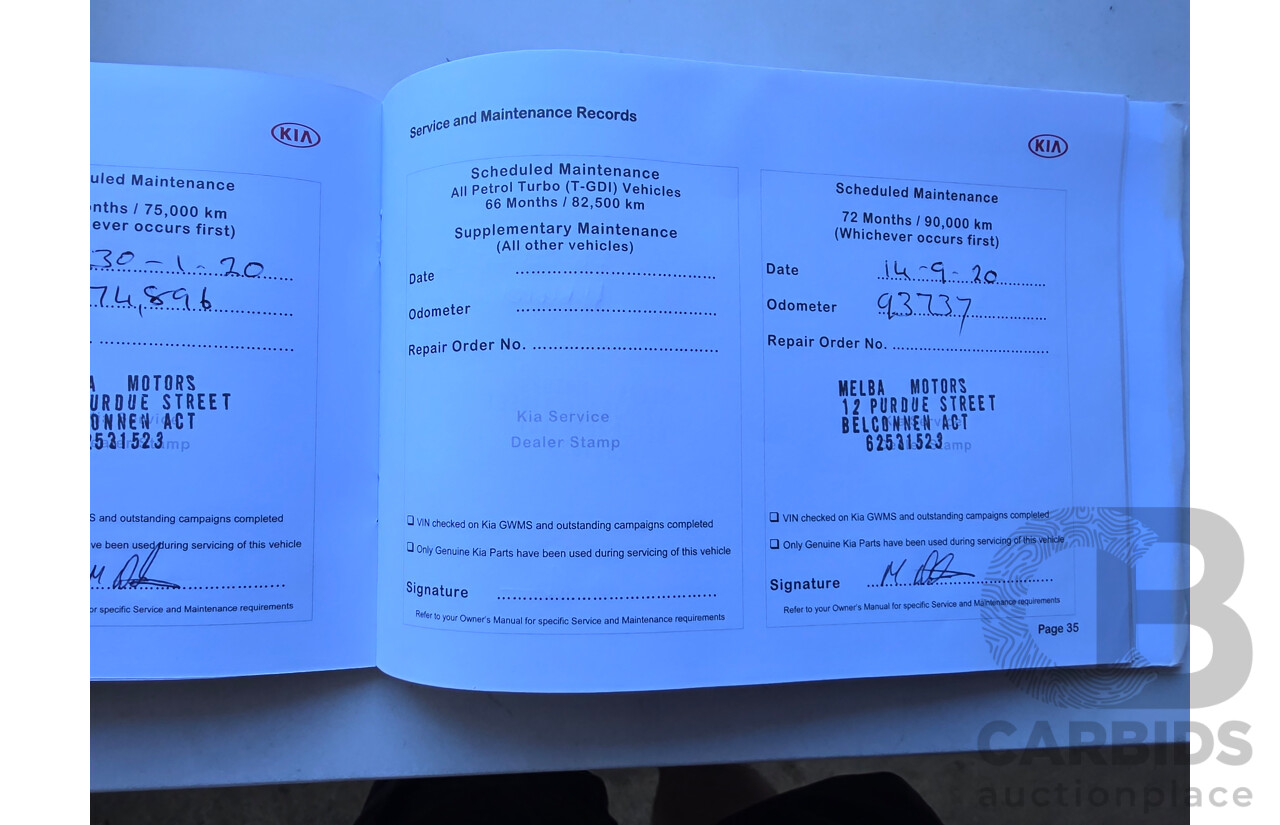 KIA
uled Maintenance
nths / 75,000 km
ever occurs first)
30-1-20
74,896
MOTORS
URDUE STREET
ONNEN ACT
2531523
S and outstanding campaigns completed
ve been used during servicing of this vehicle
or specific Service and Maintenance requirements
Service and Maintenance Records
KIA
Scheduled Maintenance
All Petrol Turbo (T-GDI) Vehicles
66 Months / 82,500 km
Supplementary Maintenance
(All other vehicles)
Date
Odometer
Repair Order No.
Kia Service
Dealer Stamp
❑ VIN checked on Kia GWMS and outstanding campaigns completed
❑ Only Genuine Kia Parts have been used during servicing of this vehicle
Signature
Refer to your Owner's Manual for specific Service and Maintenance requirements
Scheduled Maintenance
72 Months / 90,000 km
(Whichever occurs first)
Date 14-9-20
Odometer 93737
Repair Order No.
MELBA MOTORS
12 PURDUE STREET
BELCONNEN ACT
62531523
❑ VIN checked on Kia GWMS and outstanding campaigns completed
❑ Only Genuine Kia Parts have been used during servicing of this vehicle
Signature
Refer to your Owner's Manual for specific Service and Maintenance requirements
Page 35
CARBIDS
auctionplace